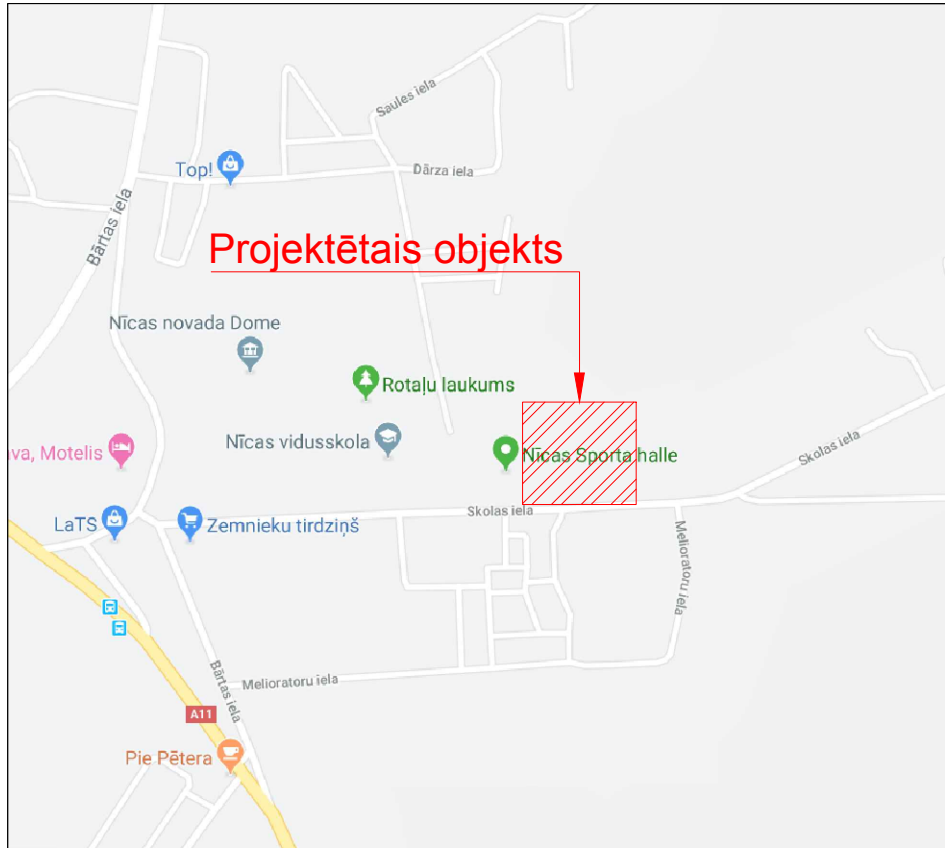 Saules iela
Top!
Dārza iela
Bārtas iela
Projektētais objekts
Nīcas novada Dome
Rotaļu laukums
Nīcas vidusskola
Nīcas Sporta halle
Skolas iela
va, Motelis
LaTS
Zemnieku tirdziņš
Skolas iela
Melioratoru iela
Melioratoru iela
Bārtas iela
A11
Pie Pētera